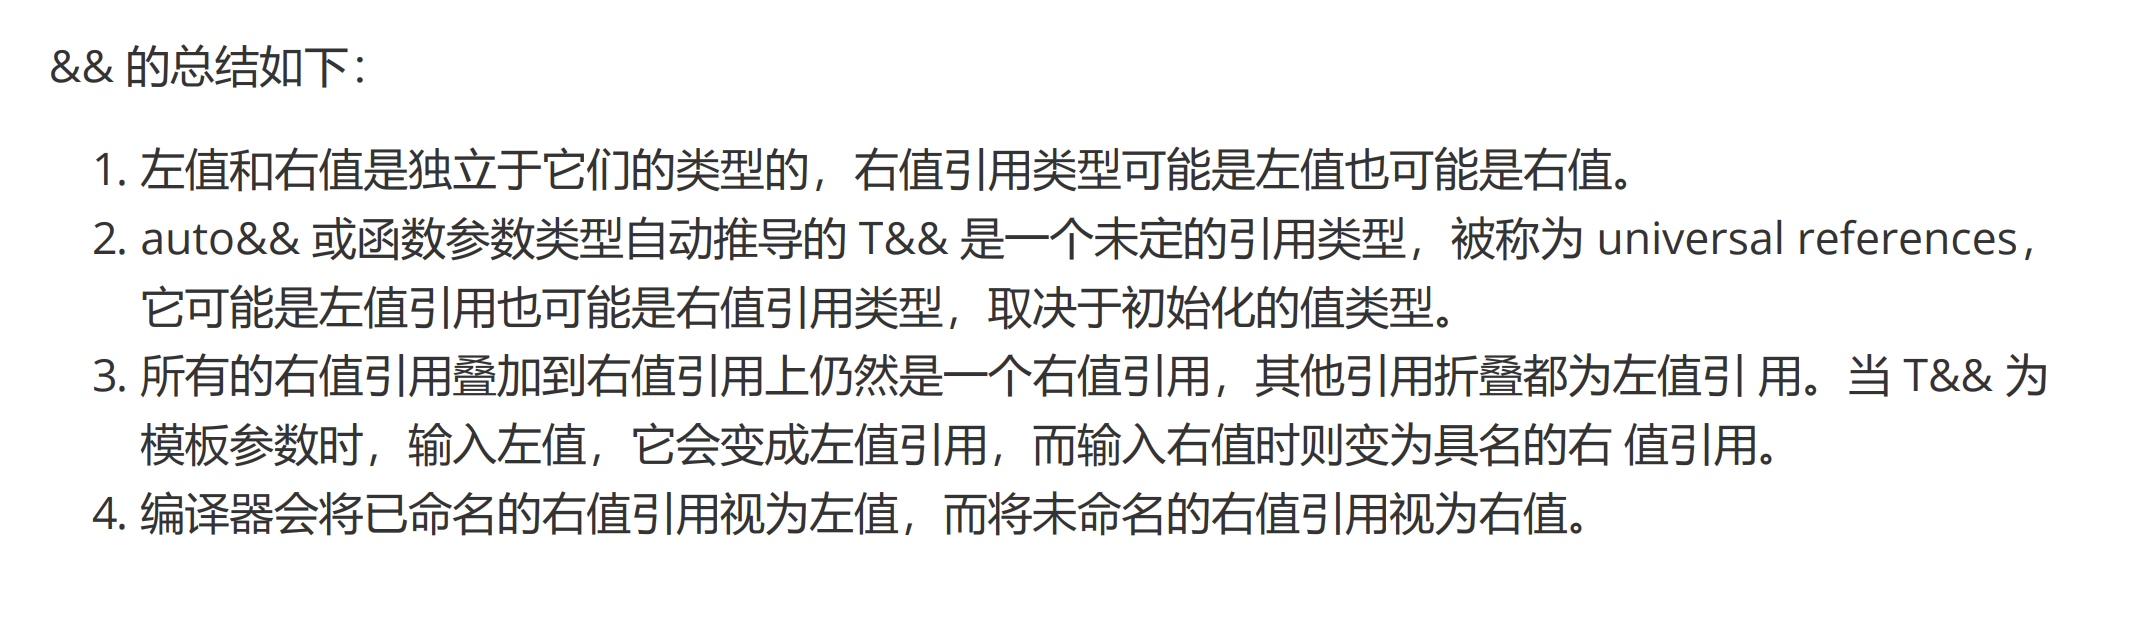 && 的总结如下：
1. 左值和右值是独立于它们的类型的，右值引用类型可能是左值也可能是右值。
2. auto&& 或函数参数类型自动推导的 T&& 是一个未定的引用类型，被称为 universal references，
它可能是左值引用也可能是右值引用类型，取决于初始化的值类型。
3. 所有的右值引用叠加到右值引用上仍然是一个右值引用，其他引用折叠都为左值引 用。当 T&& 为
模板参数时，输入左值，它会变成左值引用，而输入右值时则变为具名的右 值引用。
4. 编译器会将已命名的右值引用视为左值，而将未命名的右值引用视为右值。